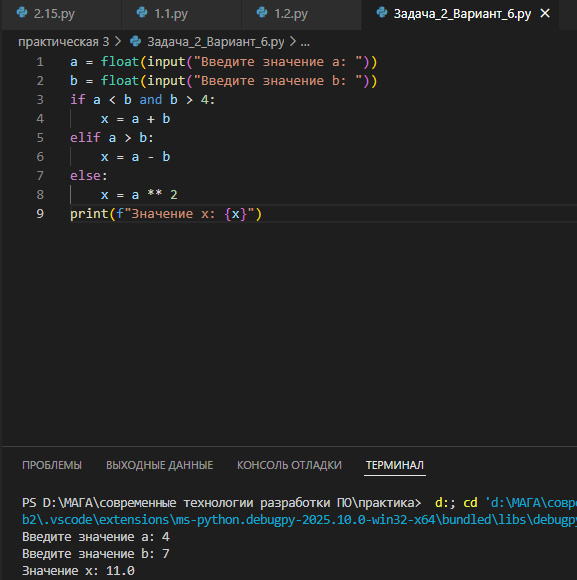 2.15.py 1.1.py 1.2.py Задача_2_Вариант_6.py
практическая 3 > Задача_2_Вариант_6.py > ...
1 a = float(input("Введите значение a: "))
2 b = float(input("Введите значение b: "))
3 if a < b and b > 4:
4     x = a + b
5 elif a > b:
6     x = a - b
7 else:
8     x = a ** 2
9 print(f"Значение x: {x}")
ПРОБЛЕМЫ ВЫХОДНЫЕ ДАННЫЕ КОНСОЛЬ ОТЛАДКИ ТЕРМИНАЛ
PS D:\МАГА\современные технологии разработки ПО\практика>  d:; cd 'd:\МАГА\совре
b2\.vscode\extensions\ms-python.debugpy-2025.10.0-win32-x64\bundled\libs\debugpy
Введите значение a: 4
Введите значение b: 7
Значение x: 11.0